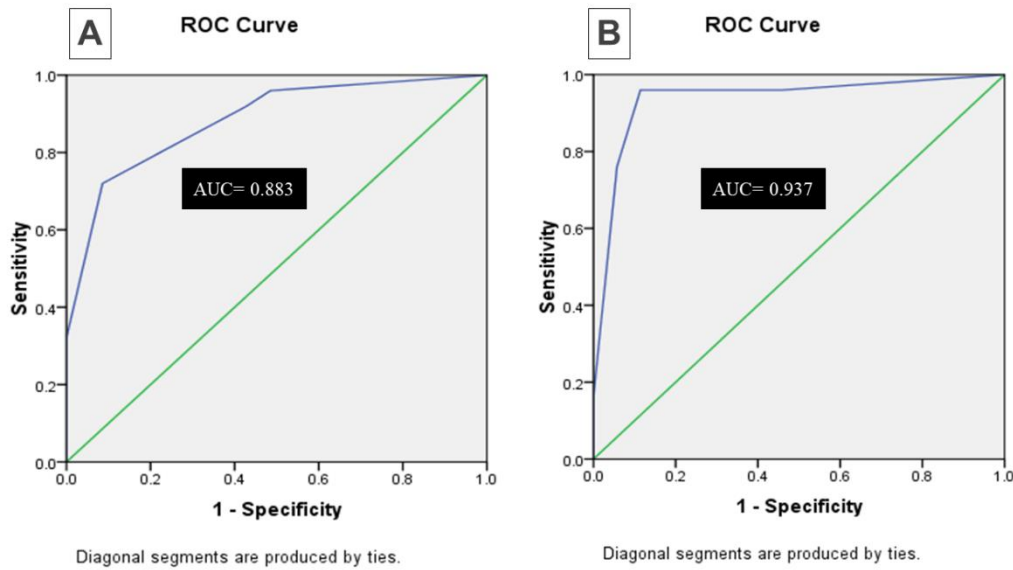 A
ROC Curve
1.0
0.8
0.6
0.4
0.2
0.0
Sensitivity
AUC= 0.883
0.0 0.2 0.4 0.6 0.8 1.0
1 - Specificity
Diagonal segments are produced by ties.
B
ROC Curve
1.0
0.8
0.6
0.4
0.2
0.0
Sensitivity
AUC= 0.937
0.0 0.2 0.4 0.6 0.8 1.0
1 - Specificity
Diagonal segments are produced by ties.